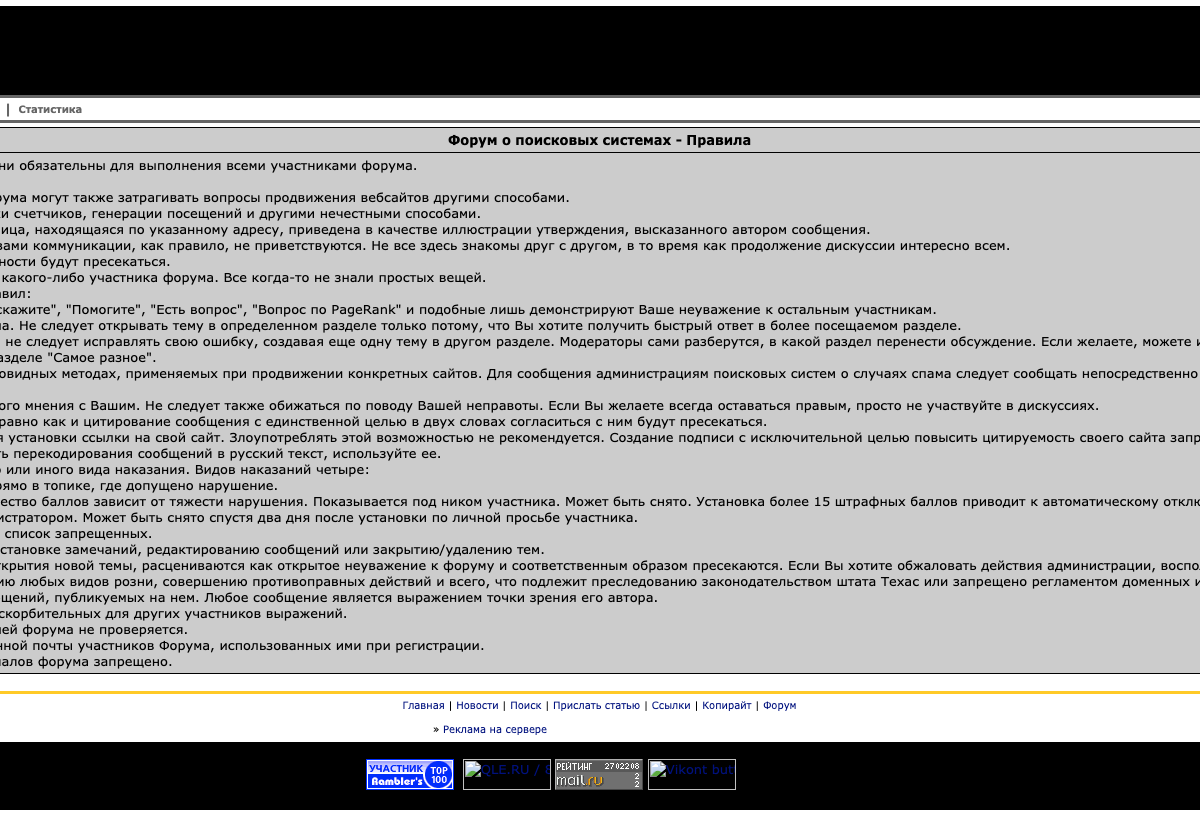 | Статистика
Форум о поисковых системах - Правила
ни обязательны для выполнения всеми участниками форума.
рума могут также затрагивать вопросы продвижения вебсайтов другими способами.
и счетчиков, генерации посещений и другими нечестными способами.
ица, находящаяся по указанному адресу, приведена в качестве иллюстрации утверждения, высказанного автором сообщения.
вами коммуникации, как правило, не приветствуются. Не все здесь знакомы друг с другом, в то время как продолжение дискуссии интересно всем.
ности будут пресекаться.
какого-либо участника форума. Все когда-то не знали простых вещей.
авил:
скажите", "Помогите", "Есть вопрос", "Вопрос по PageRank" и подобные лишь демонстрируют Ваше неуважение к остальным участникам.
ла. Не следует открывать тему в определенном разделе только потому, что Вы хотите получить быстрый ответ в более посещаемом разделе.
не следует исправлять свою ошибку, создавая еще одну тему в другом разделе. Модераторы сами разберутся, в какой раздел перенести обсуждение. Если желаете, можете и
азделе "Самое разное".
овидных методах, применяемых при продвижении конкретных сайтов. Для сообщения администрациям поисковых систем о случаях спама следует сообщать непосредственно
ого мнения с Вашим. Не следует также обижаться по поводу Вашей неправоты. Если Вы желаете всегда оставаться правым, просто не участвуйте в дискуссиях.
равно как и цитирование сообщения с единственной целью в двух словах согласиться с ним будут пресекаться.
я установки ссылки на свой сайт. Злоупотреблять этой возможностью не рекомендуется. Создание подписи с исключительной целью повысить цитируемость своего сайта запр
ть перекодирования сообщений в русский текст, используйте ее.
о или иного вида наказания. Видов наказаний четыре:
рямо в топике, где допущено нарушение.
чество баллов зависит от тяжести нарушения. Показывается под ником участника. Может быть снято. Установка более 15 штрафных баллов приводит к автоматическому отклю
истратором. Может быть снято спустя два дня после установки по личной просьбе участника.
список запрещенных.
становке замечаний, редактированию сообщений или закрытию/удалению тем.
ткрытия новой темы, расцениваются как открытое неуважение к форуму и соответственным образом пресекаются. Если Вы хотите обжаловать действия администрации, воспол
ию любых видов розни, совершению противоправных действий и всего, что подлежит преследованию законодательством штата Техас или запрещено регламентом доменных и
щений, публикуемых на нем. Любое сообщение является выражением точки зрения его автора.
скорбительных для других участников выражений.
лей форума не проверяется.
нной почты участников Форума, использованных ими при регистрации.
иалов форума запрещено.
Главная | Новости | Поиск | Прислать статью | Ссылки | Копирайт | Форум
» Реклама на сервере
УЧАСТНИК TOP
Rambler's 100
QLE.RU /
РЕЙТИНГ 2702208
mail.ru 2
2
Vikont but